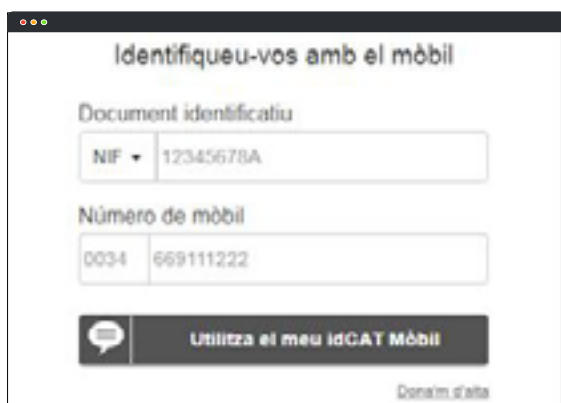 Identifiqueu-vos amb el mòbil
Document identificatiu
NIF 12345678A
Número de mòbil
0034 669111222
Utilitza el meu idCAT Mòbil
Dona'm d'alta